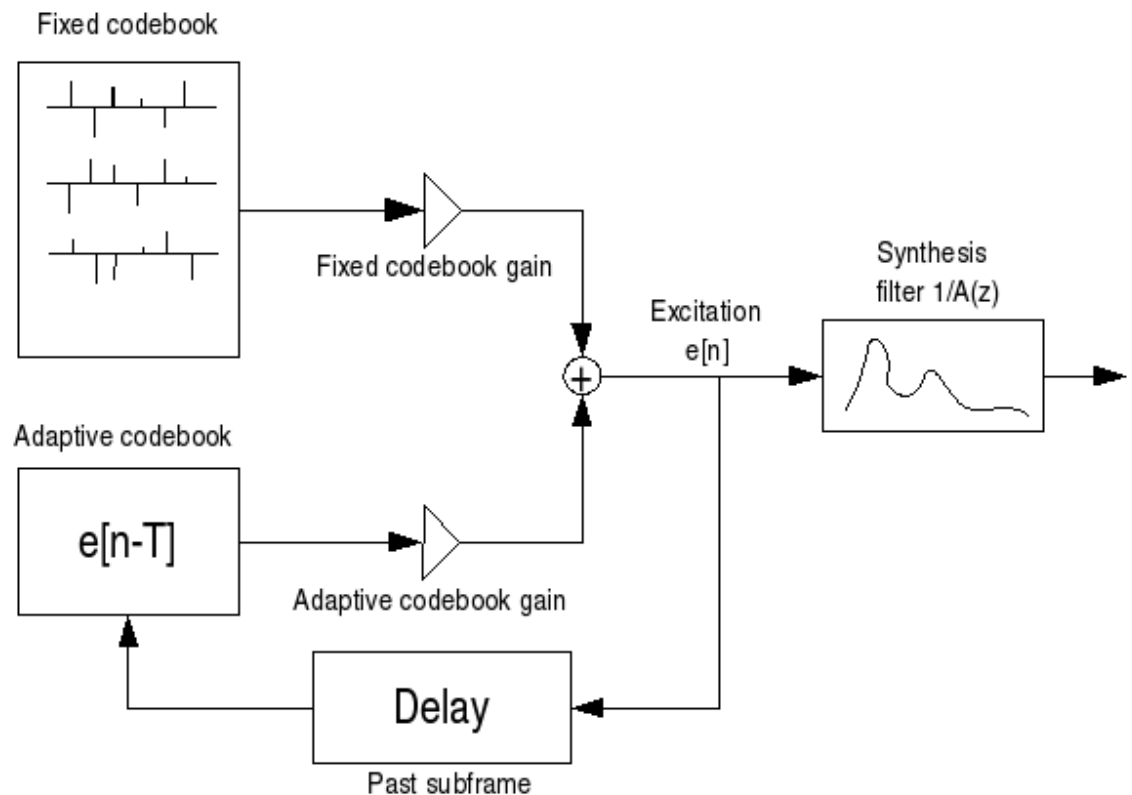 Fixed codebook
Fixed codebook gain
Synthesis
filter 1/A(z)
Excitation
e[n]
+
Adaptive codebook
e[n-T]
Adaptive codebook gain
Delay
Past subframe